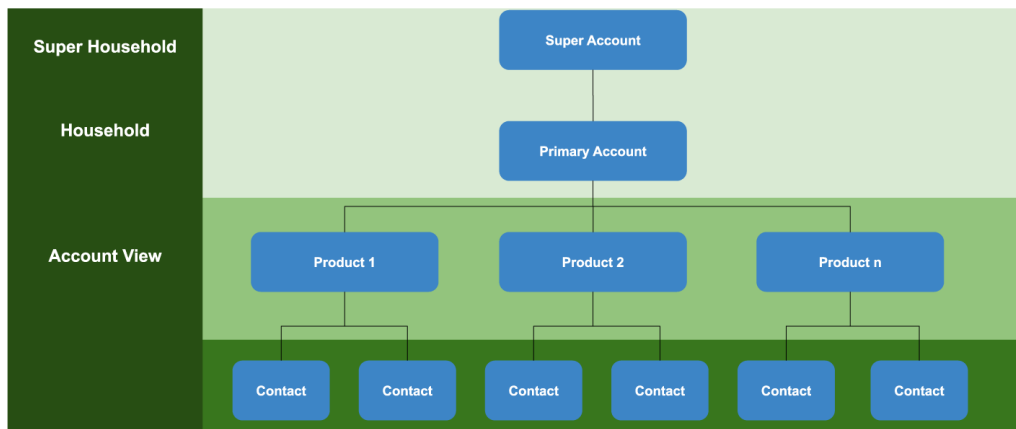 Super Household
Super Account
Household
Primary Account
Account View
Product 1
Product 2
Product n
Contact
Contact
Contact
Contact
Contact
Contact